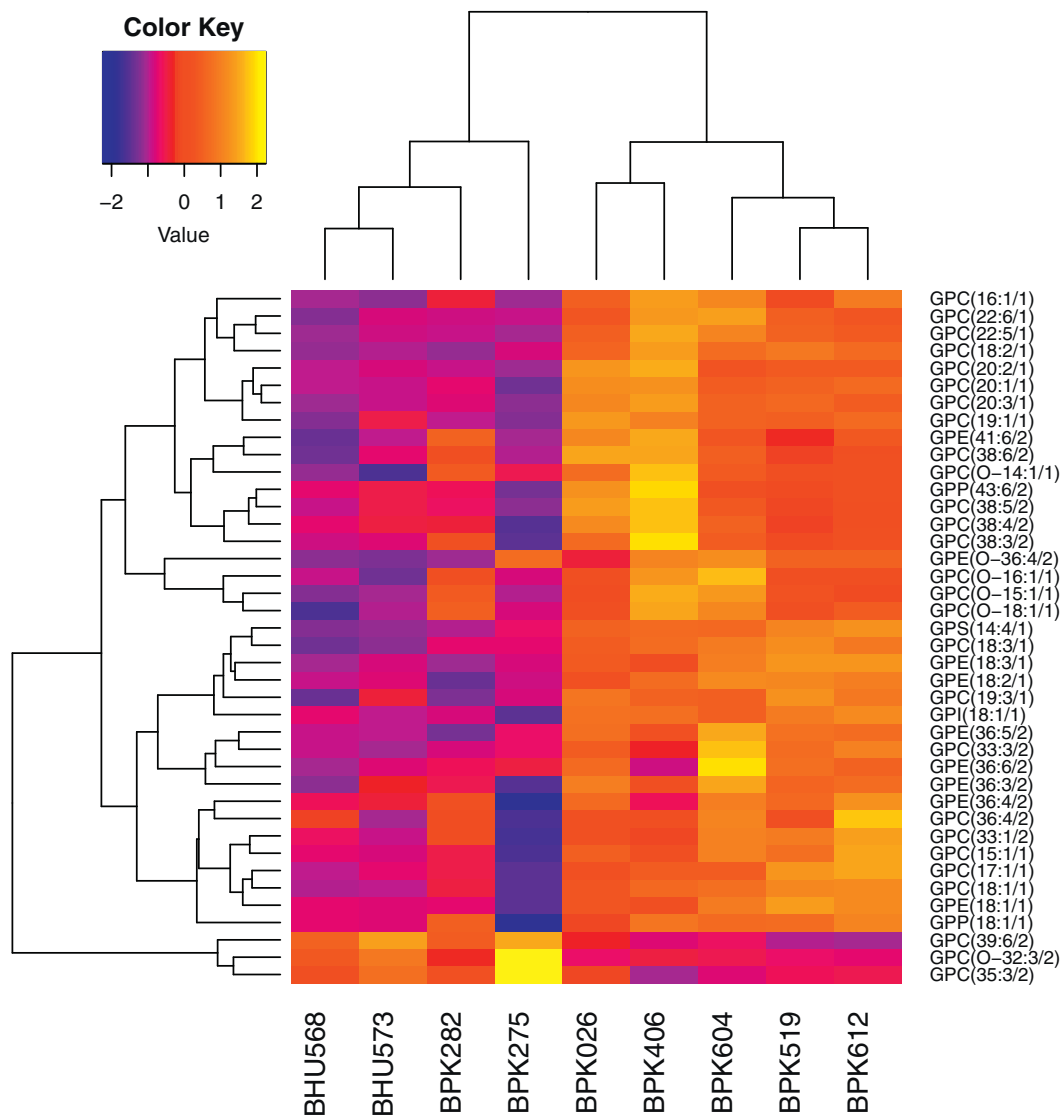 Color Key
−2 0 1 2
Value
GPC(16:1/1)
GPC(22:6/1)
GPC(22:5/1)
GPC(18:2/1)
GPC(20:2/1)
GPC(20:1/1)
GPC(20:3/1)
GPC(19:1/1)
GPE(41:6/2)
GPC(38:6/2)
GPC(O−14:1/1)
GPP(43:6/2)
GPC(38:5/2)
GPC(38:4/2)
GPC(38:3/2)
GPE(O−36:4/2)
GPC(O−16:1/1)
GPC(O−15:1/1)
GPC(O−18:1/1)
GPS(14:4/1)
GPC(18:3/1)
GPE(18:3/1)
GPE(18:2/1)
GPC(19:3/1)
GPI(18:1/1)
GPE(36:5/2)
GPC(33:3/2)
GPE(36:6/2)
GPE(36:3/2)
GPE(36:4/2)
GPC(36:4/2)
GPC(33:1/2)
GPC(15:1/1)
GPC(17:1/1)
GPC(18:1/1)
GPE(18:1/1)
GPP(18:1/1)
GPC(39:6/2)
GPC(O−32:3/2)
GPC(35:3/2)
BHU568
BHU573
BPK282
BPK275
BPK026
BPK406
BPK604
BPK519
BPK612